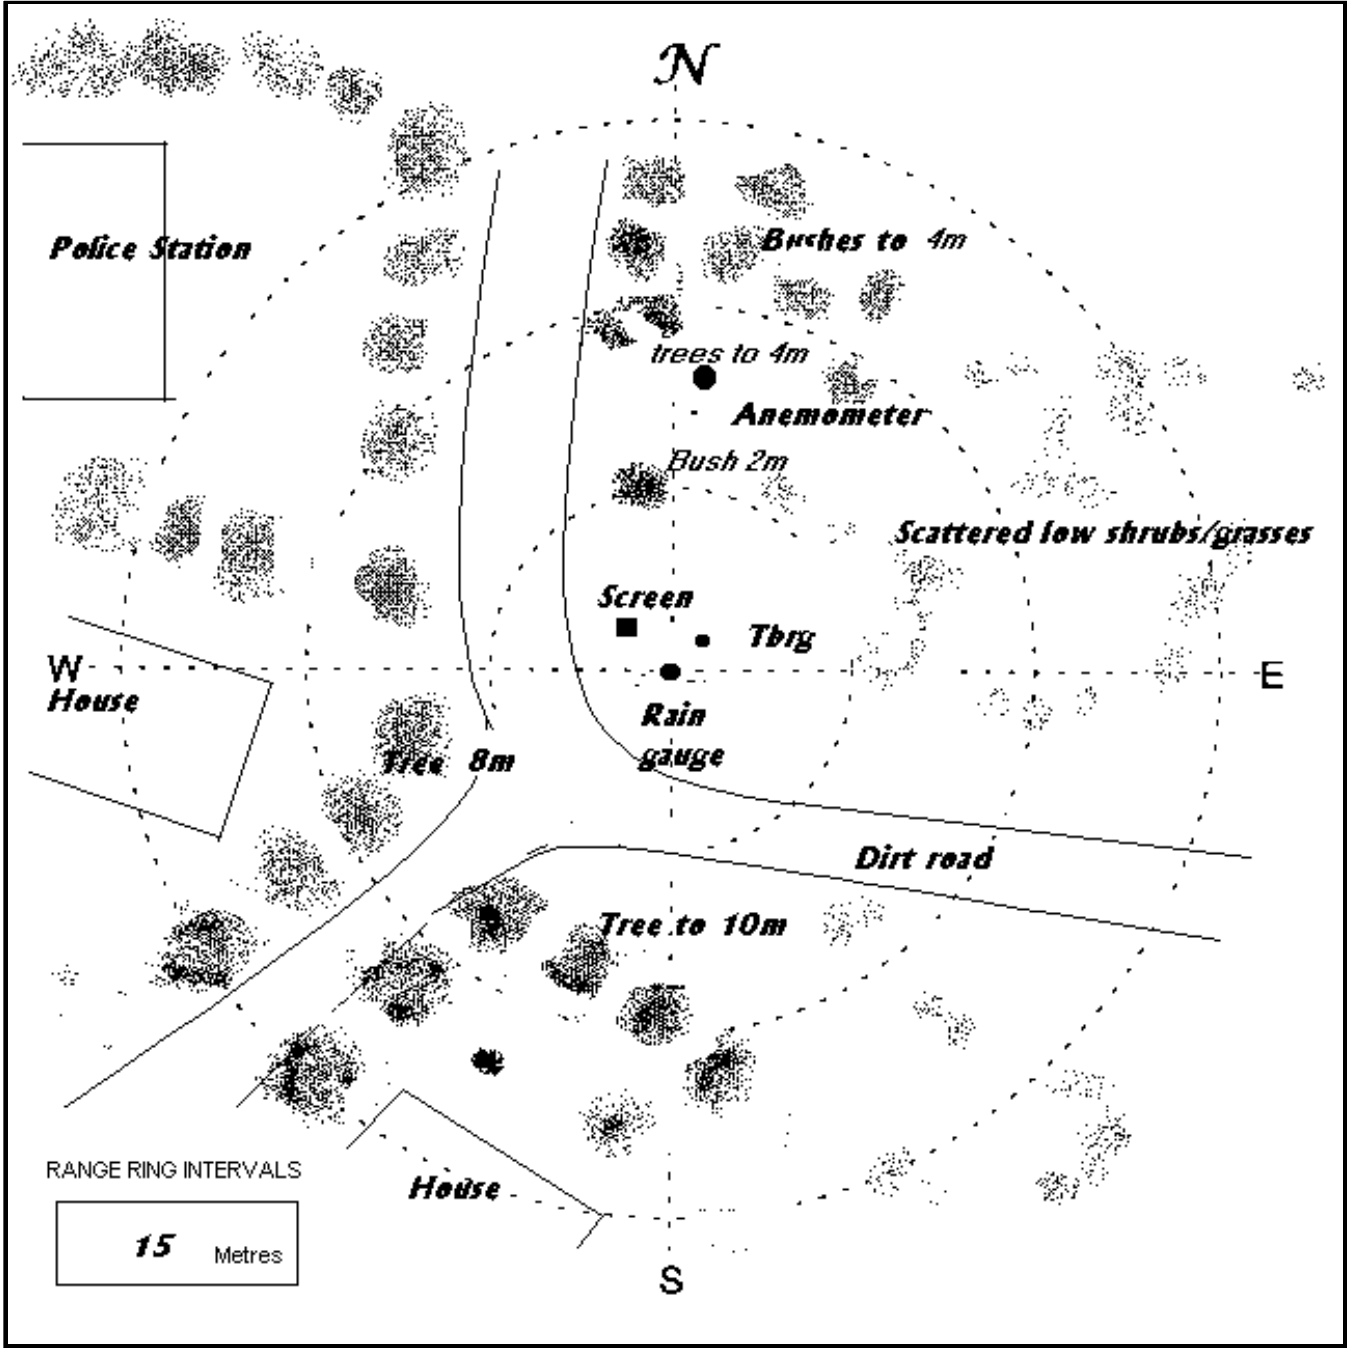 N
Police Station
Bushes to 4m
trees to 4m
Anemometer
Bush 2m
Scattered low shrubs/grasses
Screen
Tbrg
W
E
House
Rain
gauge
Tree 8m
Dirt road
Tree to 10m
RANGE RING INTERVALS
House
15 Metres
S